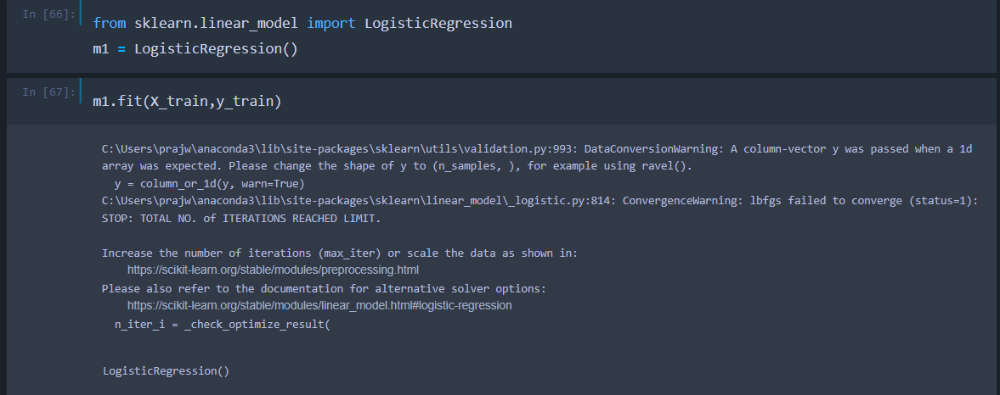 In [66]:
from sklearn.linear_model import LogisticRegression
m1 = LogisticRegression()
In [67]:
m1.fit(X_train,y_train)
C:\Users\prajw\anaconda3\lib\site-packages\sklearn\utils\validation.py:993: DataConversionWarning: A column-vector y was passed when a 1d
array was expected. Please change the shape of y to (n_samples, ), for example using ravel().
  y = column_or_1d(y, warn=True)
C:\Users\prajw\anaconda3\lib\site-packages\sklearn\linear_model\_logistic.py:814: ConvergenceWarning: lbfgs failed to converge (status=1):
STOP: TOTAL NO. of ITERATIONS REACHED LIMIT.
Increase the number of iterations (max_iter) or scale the data as shown in:
    https://scikit-learn.org/stable/modules/preprocessing.html
Please also refer to the documentation for alternative solver options:
    https://scikit-learn.org/stable/modules/linear_model.html#logistic-regression
  n_iter_i = _check_optimize_result(
LogisticRegression()